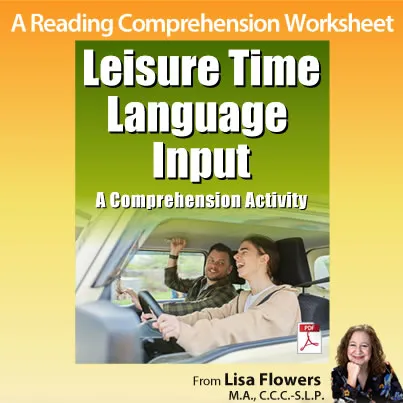 A Reading Comprehension Worksheet
Leisure Time
Language
Input
A Comprehension Activity
PDF
From Lisa Flowers
M.A., C.C.C.-S.L.P.